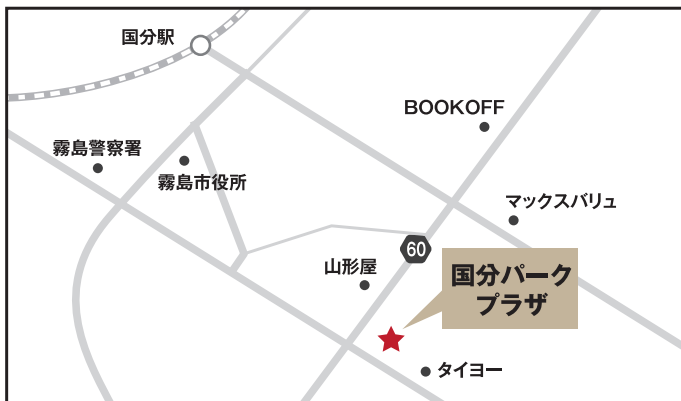 国分駅
BOOKOFF
霧島警察署
霧島市役所
マックスバリュ
60
山形屋
国分パーク
プラザ
タイヨー